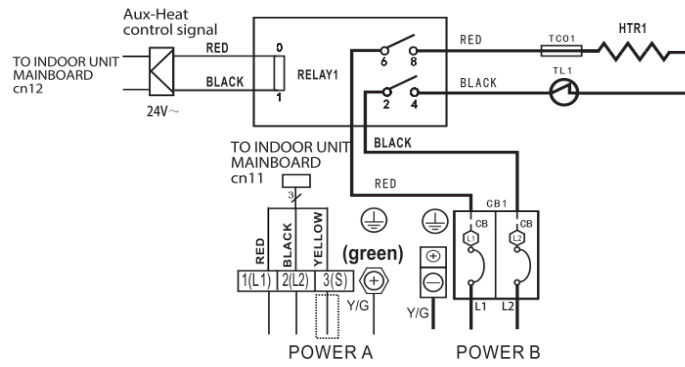 Aux-Heat
control signal
TO INDOOR UNIT
MAINBOARD
cn12
RED
BLACK
24V~
0
1
RELAY1
6
8
2
4
RED
BLACK
TCO1
HTR1
TL1
BLACK
RED
TO INDOOR UNIT
MAINBOARD
cn11
3
RED
BLACK
YELLOW
(green)
1(L1)
2(L2)
3(S)
Y/G
Y/G
CB1
CB
CB
L1
L2
L1
L2
POWER A
POWER B